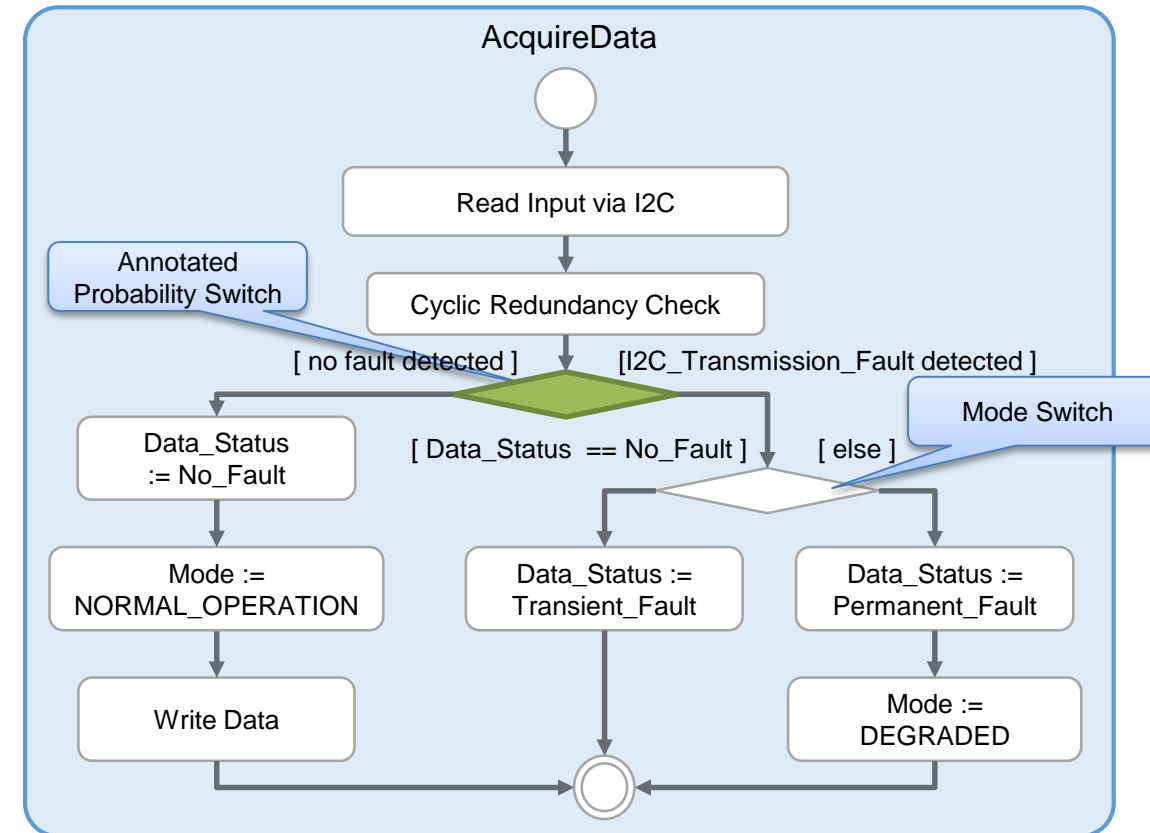 AcquireData
Read Input via I2C
Annotated
Probability Switch
Cyclic Redundancy Check
[ no fault detected ]
[I2C_Transmission_Fault detected ]
Mode Switch
Data_Status
:= No_Fault
[ Data_Status == No_Fault ]
[ else ]
Mode :=
NORMAL_OPERATION
Data_Status :=
Transient_Fault
Data_Status :=
Permanent_Fault
Write Data
Mode :=
DEGRADED